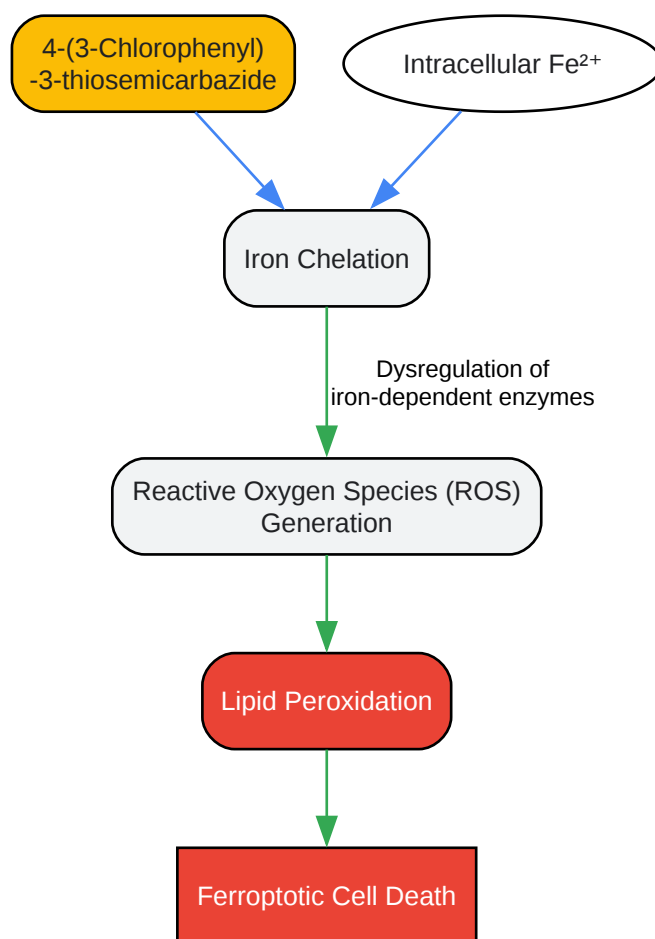 4-(3-Chlorophenyl)
-3-thiosemicarbazide
Intracellular Fe²⁺
Iron Chelation
Dysregulation of
iron-dependent enzymes
Reactive Oxygen Species (ROS)
Generation
Lipid Peroxidation
Ferroptotic Cell Death